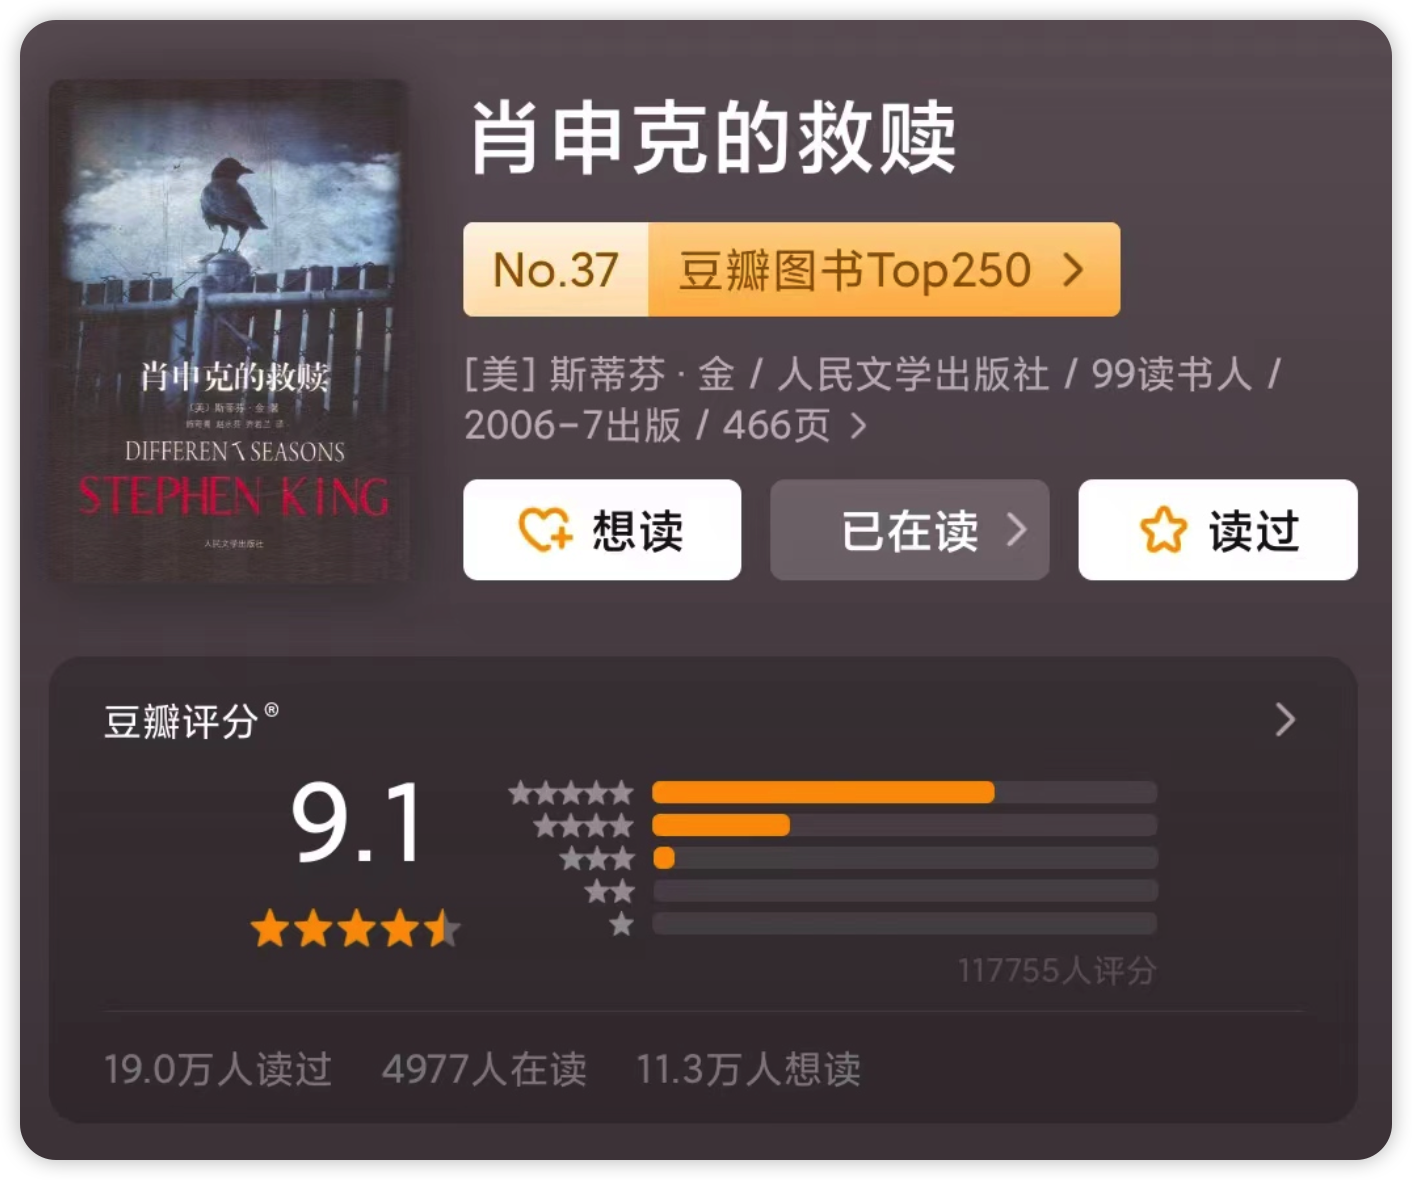 肖申克的救赎
No.37 豆瓣图书Top250
[美] 斯蒂芬 · 金 / 人民文学出版社 / 99读书人 /
2006-7出版 / 466页
想读 已在读 读过
肖申克的救赎
[美] 斯蒂芬·金 著
DIFFERENT SEASONS
STEPHEN KING
人民文学出版社
豆瓣评分®
9.1
117755人评分
19.0万人读过 4977人在读 11.3万人想读